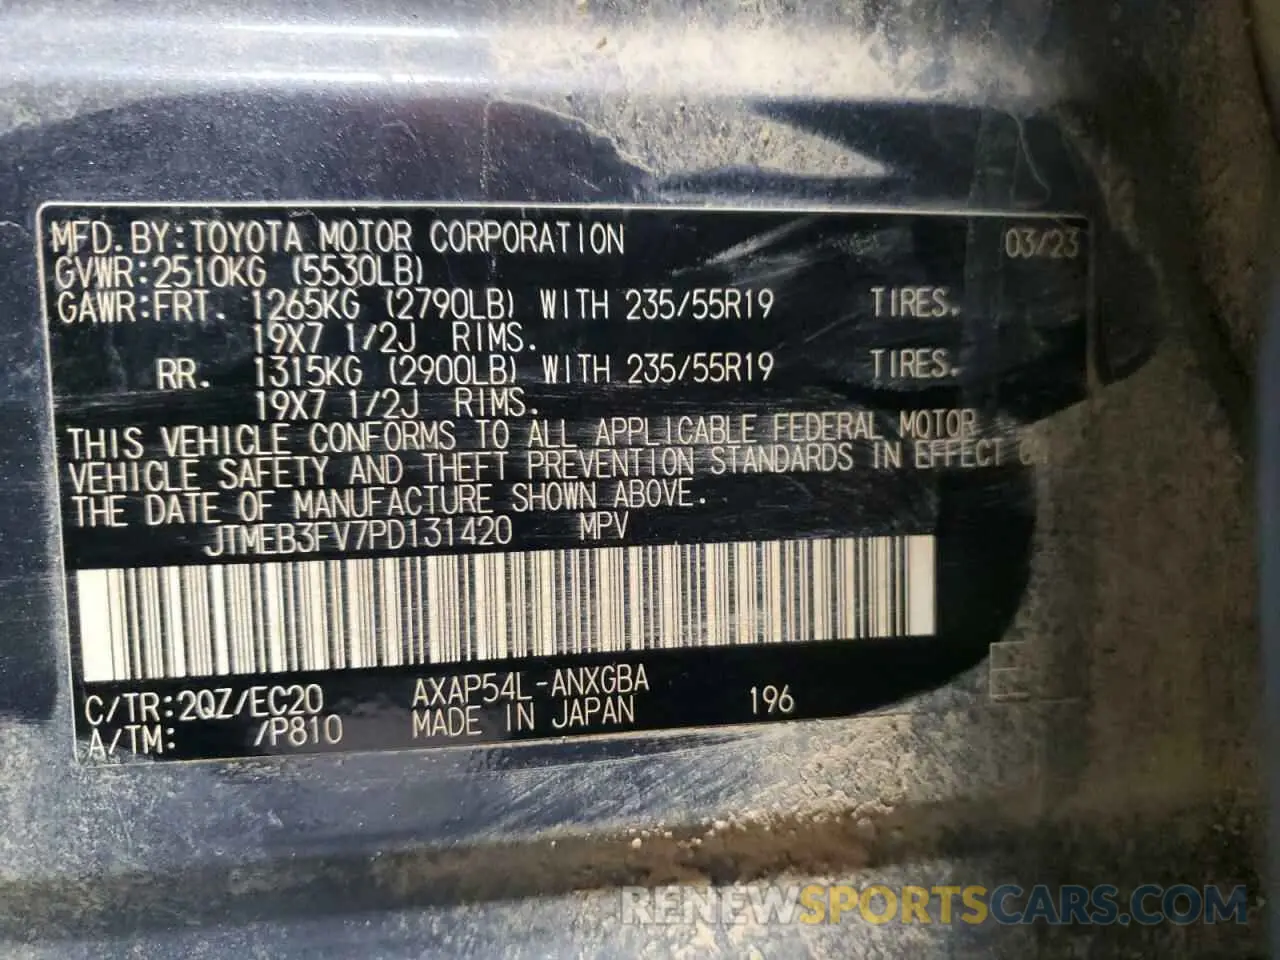 MFD. BY: TOYOTA MOTOR CORPORATION 03/23
GVWR: 2510KG (5530LB)
GAWR: FRT. 1265KG (2790LB) WITH 235/55R19 TIRES.
19X7 1/2J RIMS.
RR. 1315KG (2900LB) WITH 235/55R19 TIRES.
19X7 1/2J RIMS.
THIS VEHICLE CONFORMS TO ALL APPLICABLE FEDERAL MOTOR
VEHICLE SAFETY AND THEFT PREVENTION STANDARDS IN EFFECT ON
THE DATE OF MANUFACTURE SHOWN ABOVE.
JTMEB3FV7PD131420 MPV
C/TR: 2QZ/EC20 AXAP54L-ANXGBA 196
A/TM: /P810 MADE IN JAPAN
RENEWSPORTSCARS.COM